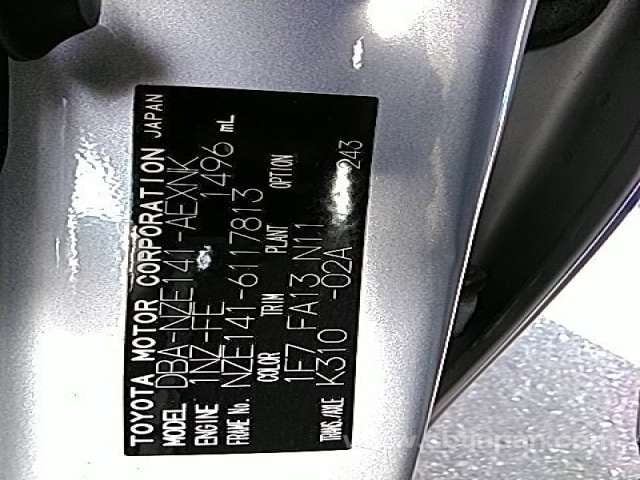 TOYOTA MOTOR CORPORATION JAPAN
MODEL DBA-NZE141-AEXNK
ENGINE 1NZ-FE 1496 mL
FRAME No. NZE141-6117813
COLOR TRIM PLANT OPTION
1F7 FA13 N11
TRANS./AXLE K310 -02A 243